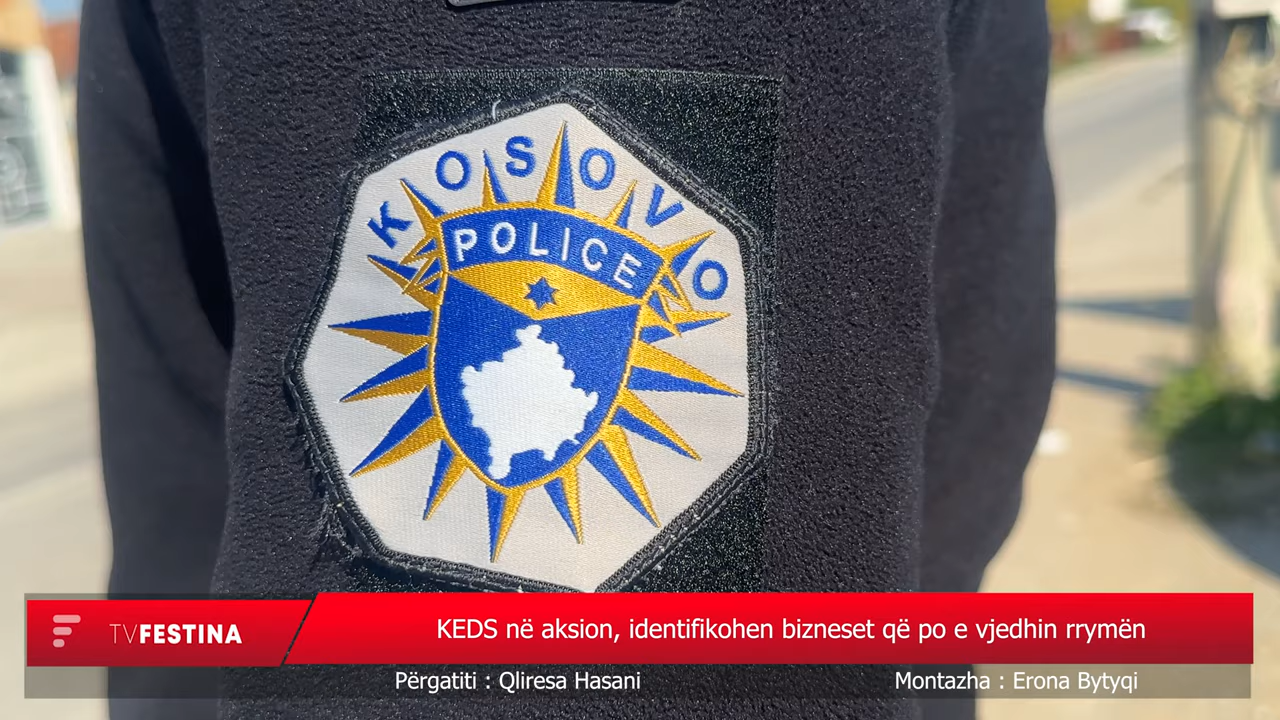 KOSOVO
POLICE
TVFESTINA
KEDS në aksion, identifikohen bizneset që po e vjedhin rrymën
Përgatiti : Qliresa Hasani
Montazha : Erona Bytyqi